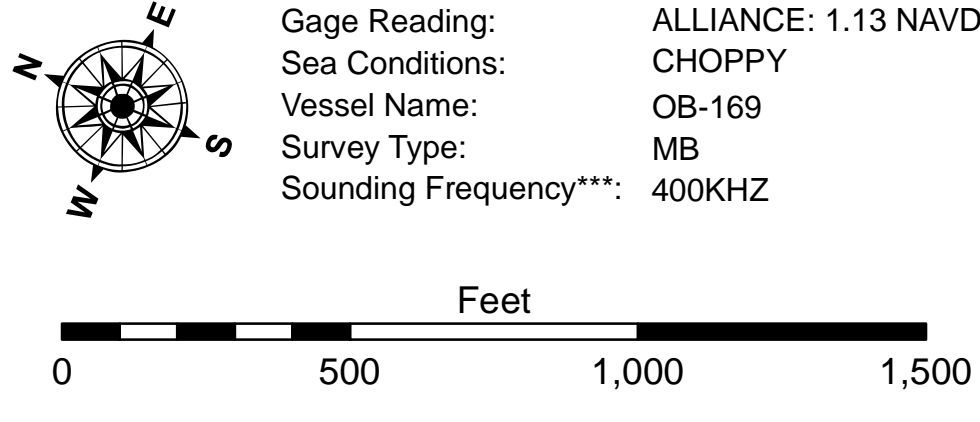 N
E
S
W
Gage Reading: ALLIANCE: 1.13 NAVD
Sea Conditions: CHOPPY
Vessel Name: OB-169
Survey Type: MB
Sounding Frequency***: 400KHZ
Feet
0 500 1,000 1,500